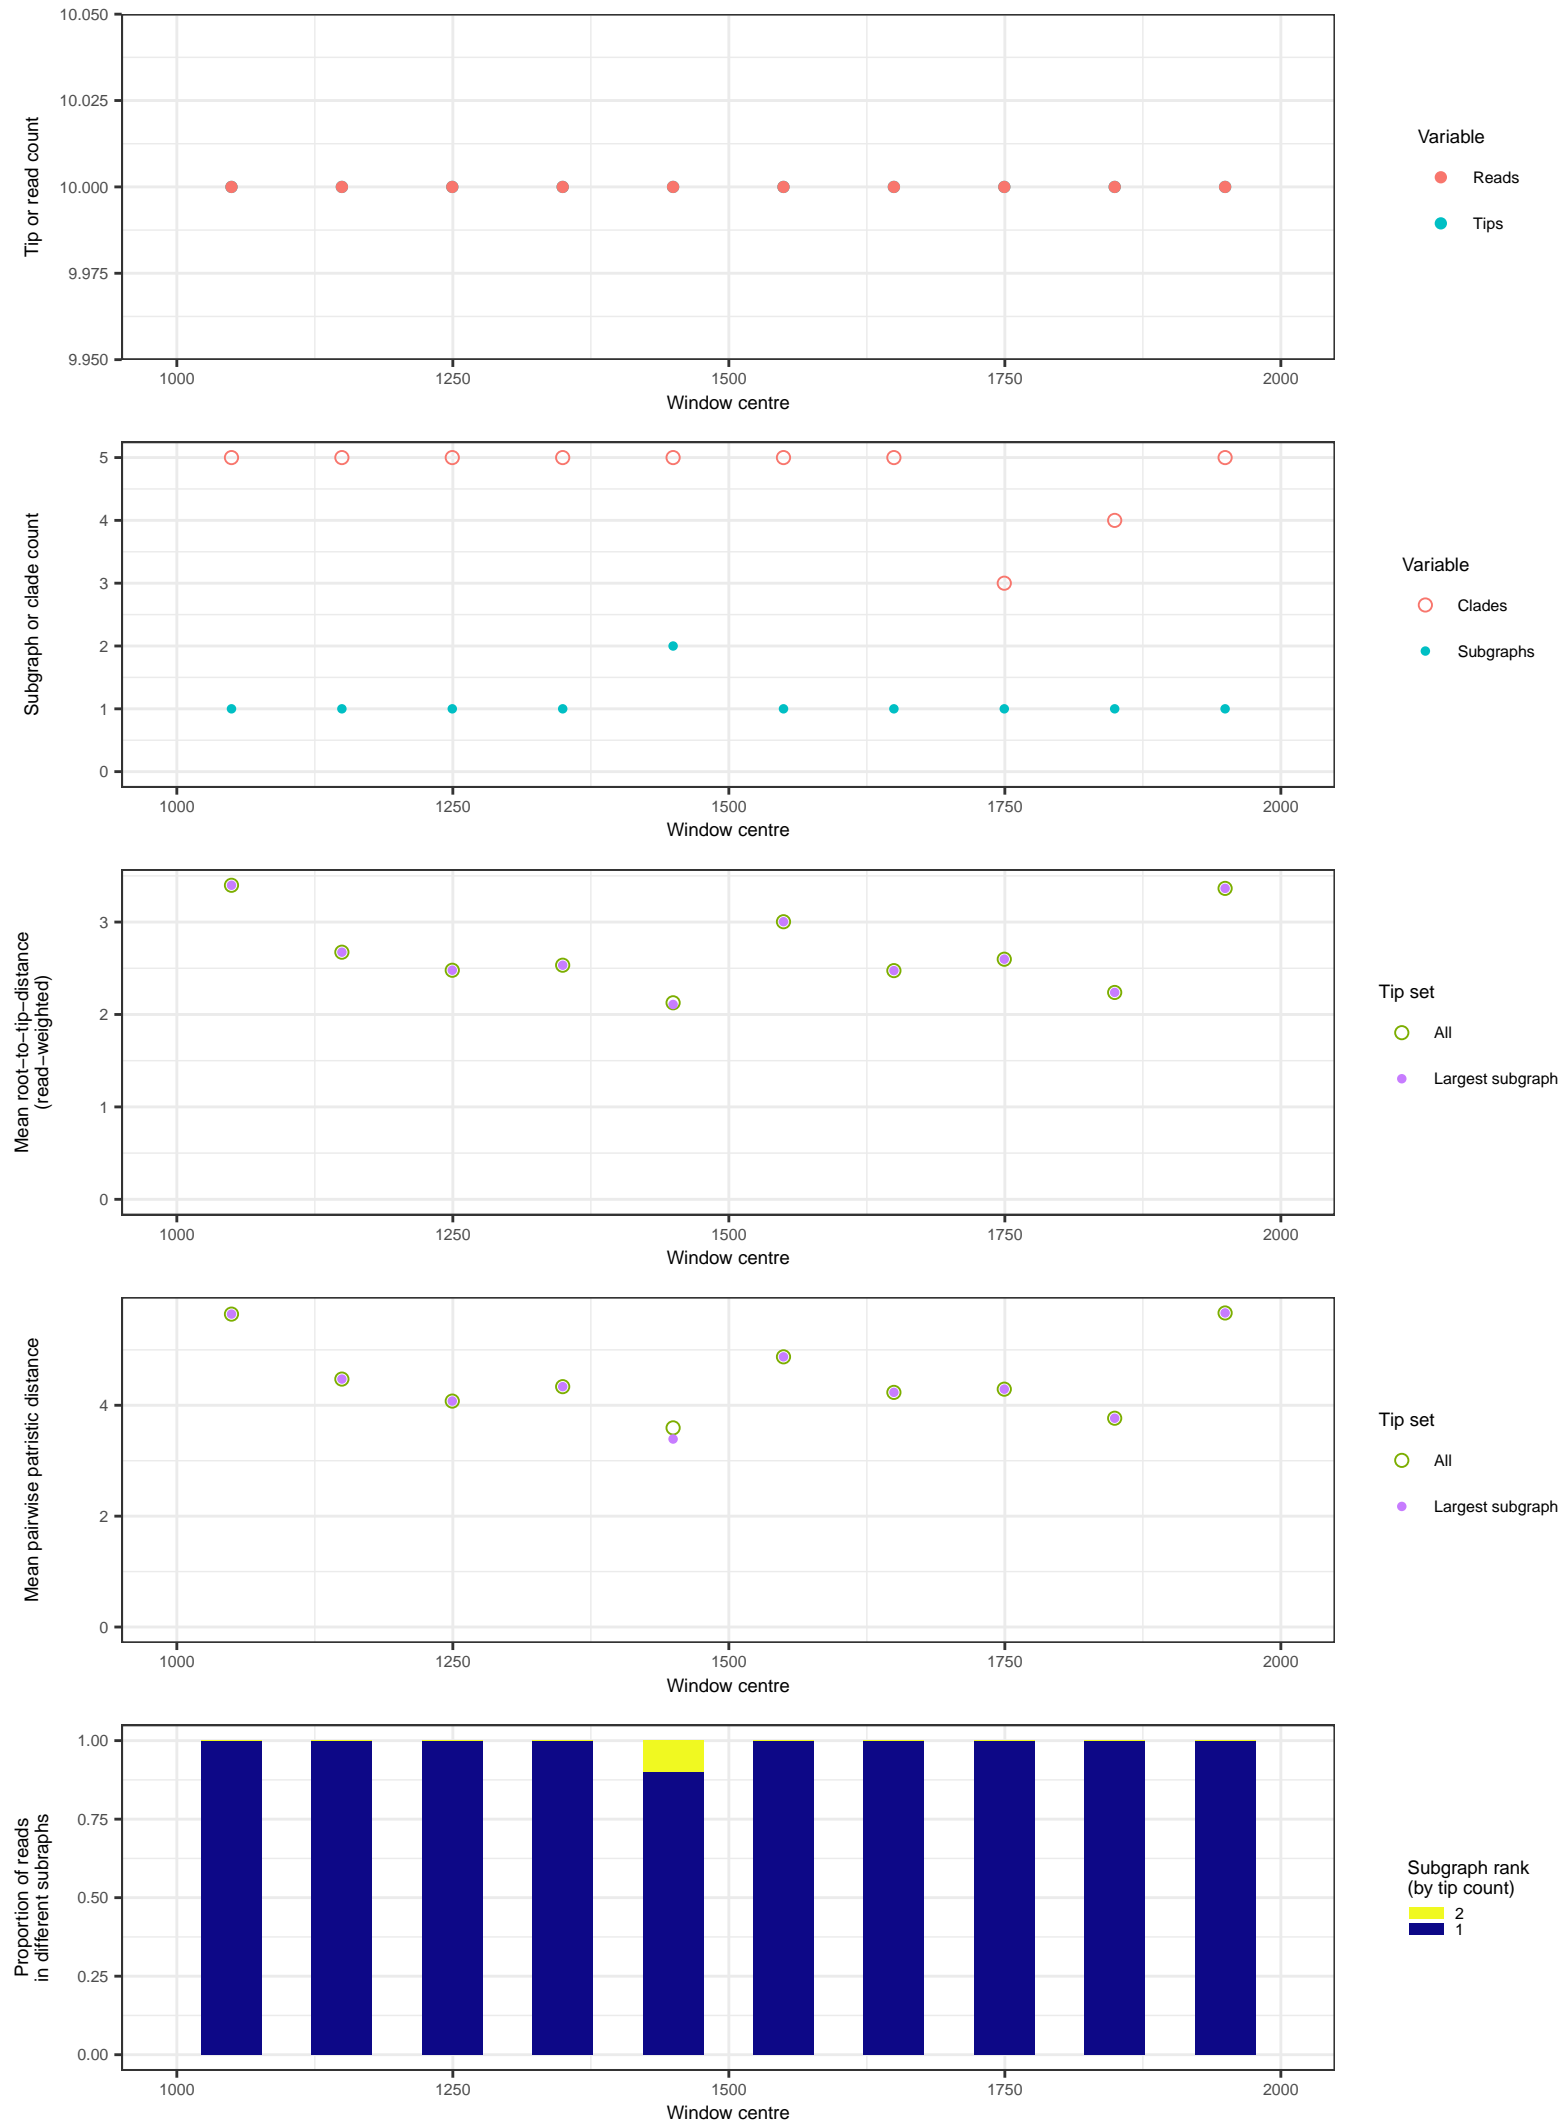 10.050
10.025
10.000
9.975
9.950
Tip or read count
1000 1250 1500 1750 2000
Window centre
Variable
Reads
Tips
5
4
3
2
1
0
Subgraph or clade count
1000 1250 1500 1750 2000
Window centre
Variable
Clades
Subgraphs
3
2
1
0
Mean root−to−tip−distance
(read−weighted)
1000 1250 1500 1750 2000
Window centre
Tip set
All
Largest subgraph
4
2
0
Mean pairwise patristic distance
1000 1250 1500 1750 2000
Window centre
Tip set
All
Largest subgraph
1.00
0.75
0.50
0.25
0.00
Proportion of reads
in different subraphs
1000 1250 1500 1750 2000
Window centre
Subgraph rank
(by tip count)
2
1